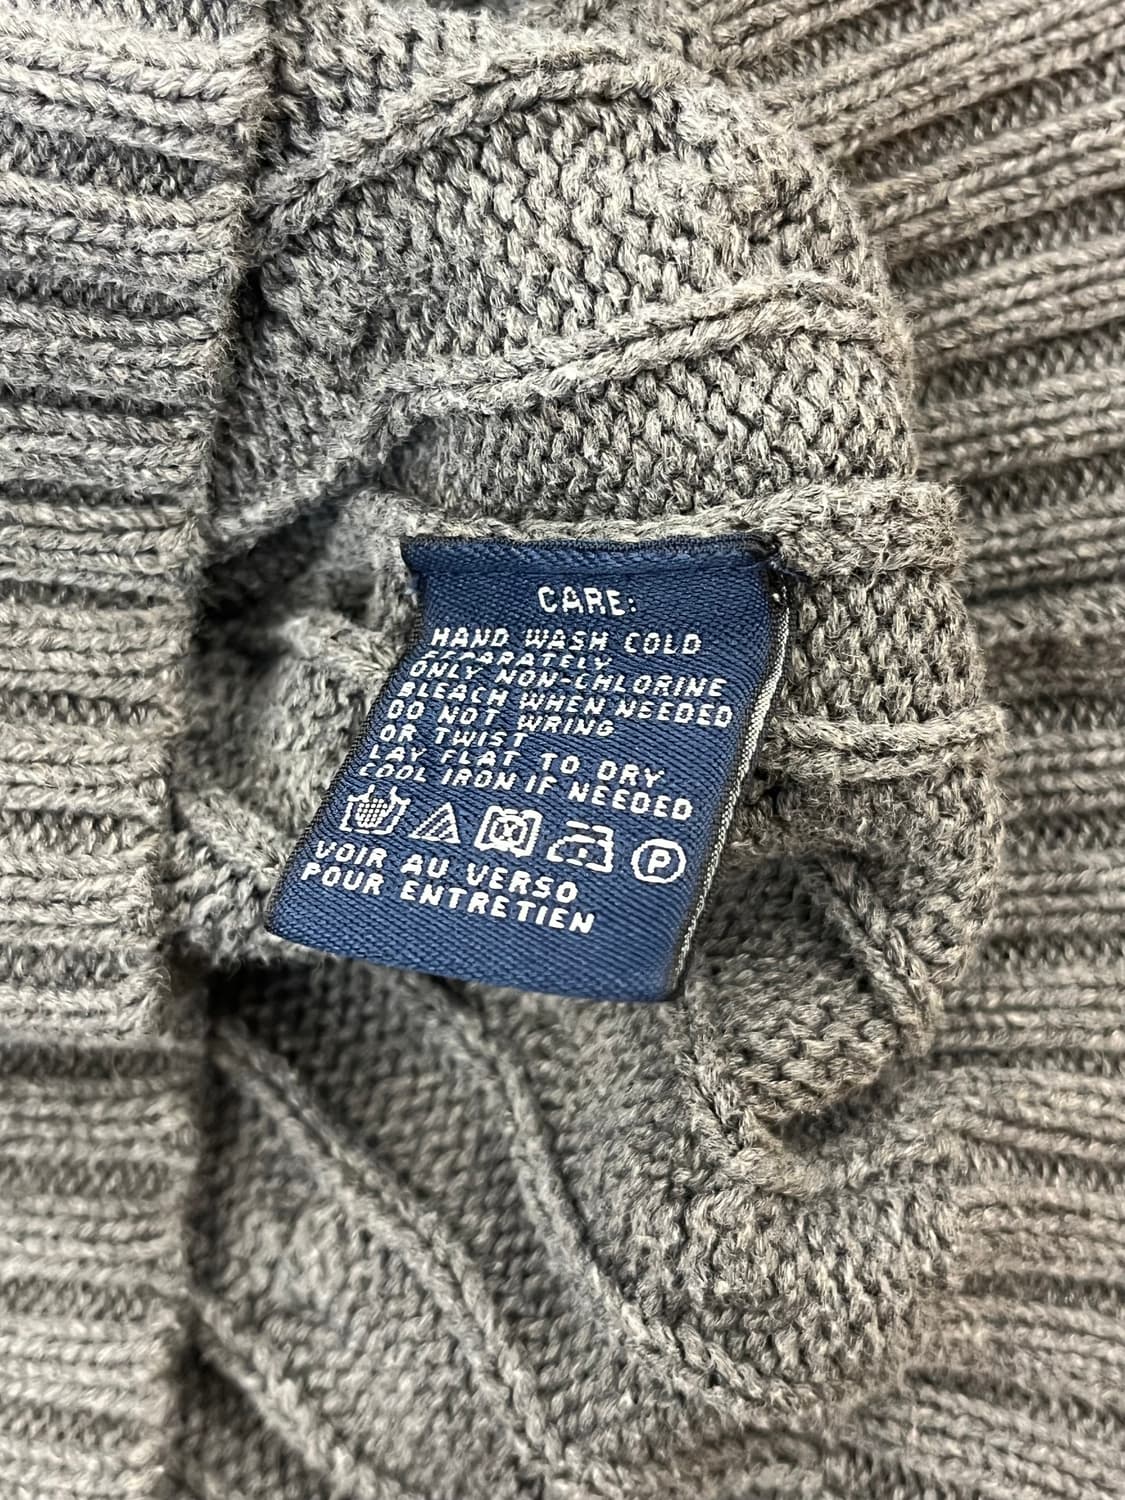 CARE:
HAND WASH COLD
SEPARATELY
ONLY NON-CHLORINE
BLEACH WHEN NEEDED
DO NOT WRING
OR TWIST
LAY FLAT TO DRY
COOL IRON IF NEEDED
P
VOIR AU VERSO
POUR ENTRETIEN